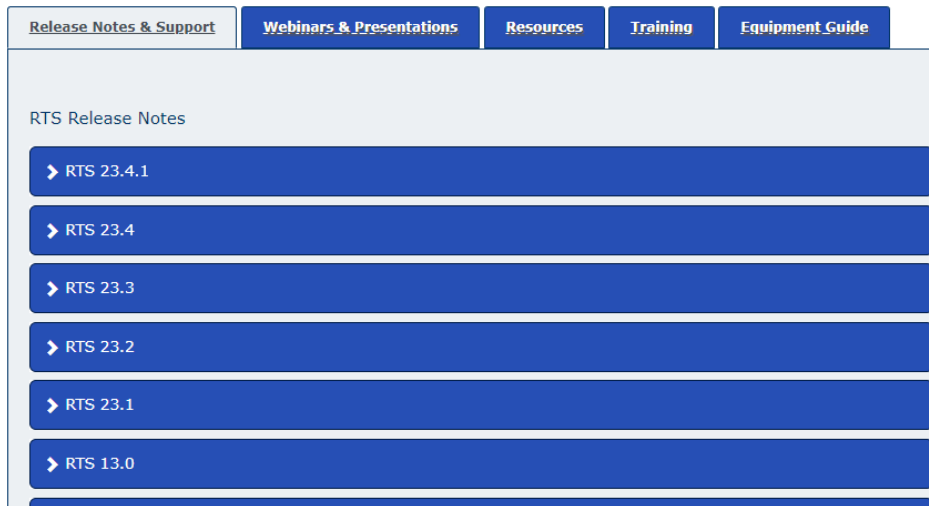 Release Notes & Support Webinars & Presentations Resources Training Equipment Guide
RTS Release Notes
RTS 23.4.1
RTS 23.4
RTS 23.3
RTS 23.2
RTS 23.1
RTS 13.0